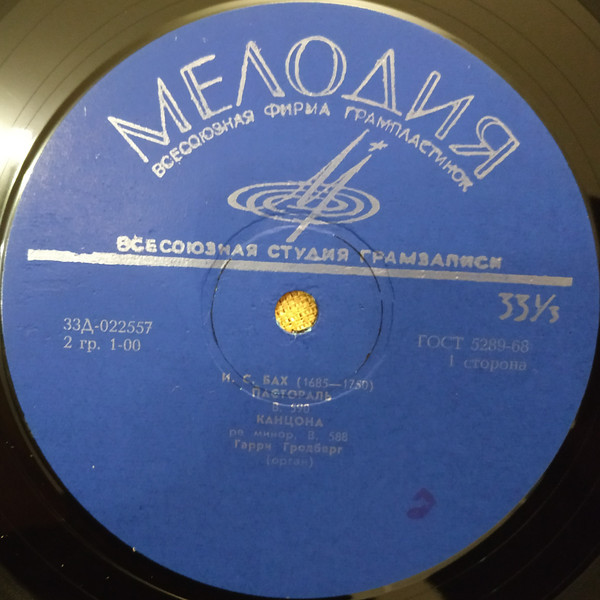 МЕЛОДИЯ
ВСЕСОЮЗНАЯ ФИРМА ГРАМПЛАСТИНОК
ВСЕСОЮЗНАЯ СТУДИЯ ГРАМЗАПИСИ
33⅓
33Д-022557
2 гр. 1-00
ГОСТ 5289-68
1 сторона
И. С. БАХ (1685—1750)
ПАСТОРАЛЬ
В. 590
КАНЦОНА
ре минор, В. 588
Гарри Гродберг
(орган)